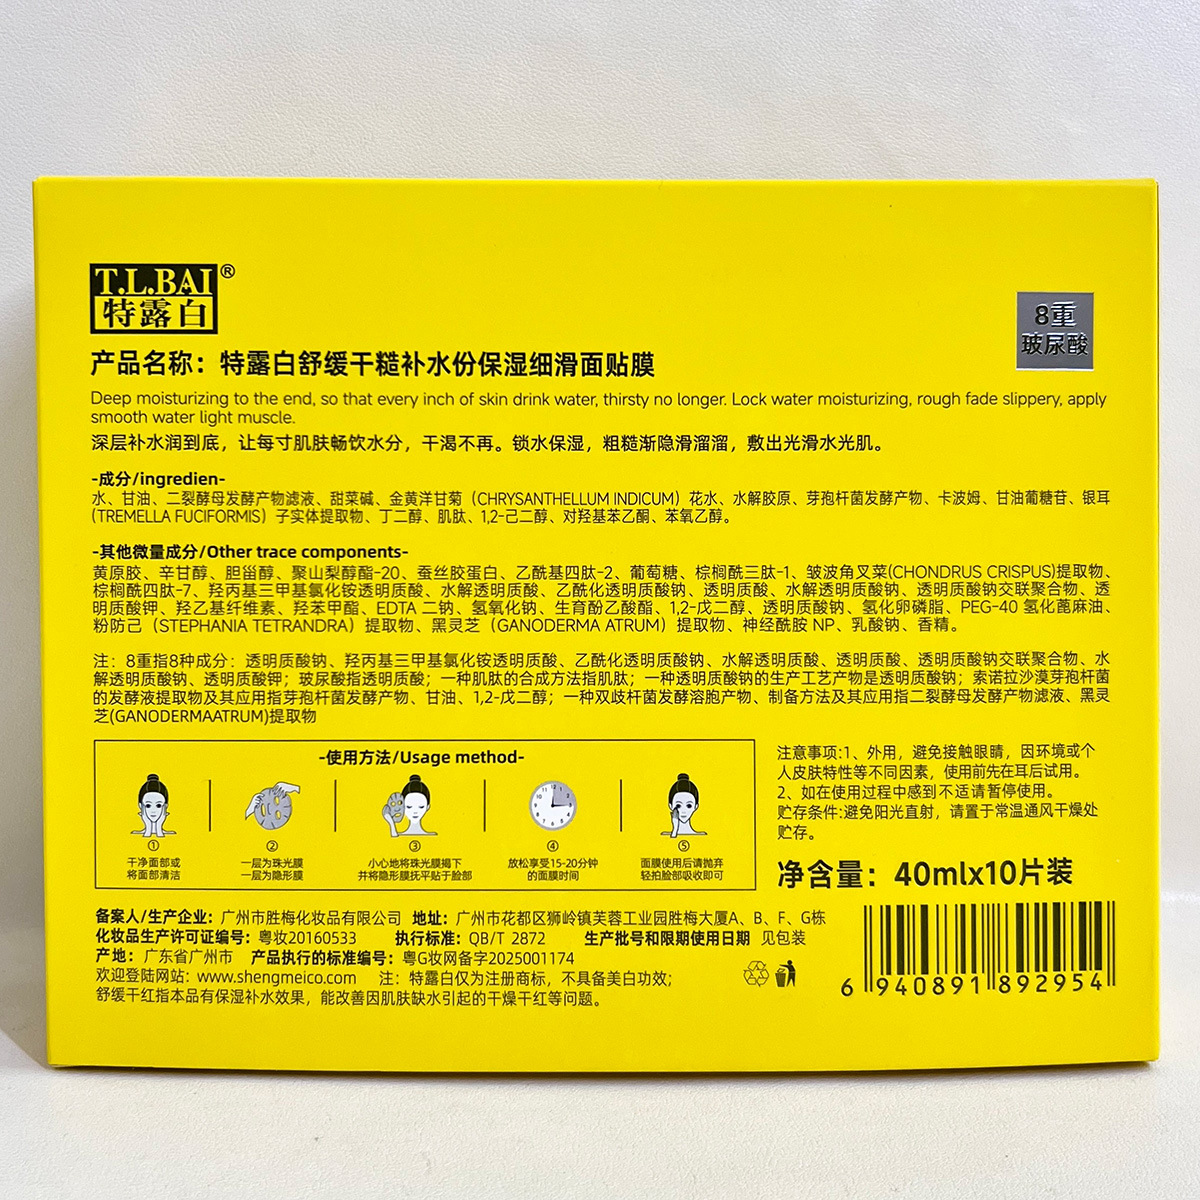 T.L.BAI®
特露白
8重
玻尿酸
产品名称：特露白舒缓干糙补水份保湿细滑面贴膜
Deep moisturizing to the end, so that every inch of skin drink water, thirsty no longer. Lock water moisturizing, rough fade slippery, apply
smooth water light muscle.
深层补水润到底，让每寸肌肤畅饮水分，干渴不再。锁水保湿，粗糙渐隐滑溜溜，敷出光滑水光肌。
-成分/ingredien-
水、甘油、二裂酵母发酵产物滤液、甜菜碱、金黄洋甘菊（CHRYSANTHELLUM INDICUM）花水、水解胶原、芽孢杆菌发酵产物、卡波姆、甘油葡糖苷、银耳
(TREMELLA FUCIFORMIS）子实体提取物、丁二醇、肌肽、1,2-己二醇、对羟基苯乙酮、苯氧乙醇。
-其他微量成分/Other trace components-
黄原胶、辛甘醇、胆甾醇、聚山梨醇酯-20、蚕丝胶蛋白、乙酰基四肽-2、葡萄糖、棕榈酰三肽-1、皱波角叉菜(CHONDRUS CRISPUS)提取物、
棕榈酰四肽-7、羟丙基三甲基氯化铵透明质酸、水解透明质酸、乙酰化透明质酸钠、透明质酸、水解透明质酸钠、透明质酸钠交联聚合物、透
明质酸钾、羟乙基纤维素、羟苯甲酯、EDTA 二钠、氢氧化钠、生育酚乙酸酯、1,2-戊二醇、透明质酸钠、氢化卵磷脂、PEG-40 氢化蓖麻油、
粉防己（STEPHANIA TETRANDRA）提取物、黑灵芝（GANODERMA ATRUM）提取物、神经酰胺 NP、乳酸钠、香精。
注：8重指8种成分：透明质酸钠、羟丙基三甲基氯化铵透明质酸、乙酰化透明质酸钠、水解透明质酸、透明质酸、透明质酸钠交联聚合物、水
解透明质酸钠、透明质酸钾；玻尿酸指透明质酸；一种肌肽的合成方法指肌肽；一种透明质酸钠的生产工艺产物是透明质酸钠；索诺拉沙漠芽孢杆菌
的发酵液提取物及其应用指芽孢杆菌发酵产物、甘油、1,2-戊二醇；一种双歧杆菌发酵溶胞产物、制备方法及其应用指二裂酵母发酵产物滤液、黑灵
芝(GANODERMAATRUM)提取物
-使用方法/Usage method-
①
干净面部或
将面部清洁
②
一层为珠光膜
一层为隐形膜
③
小心地将珠光膜揭下
并将隐形膜抚平贴于脸部
④
放松享受15-20分钟
的面膜时间
⑤
面膜使用后请抛弃
轻拍脸部吸收即可
注意事项:1、外用，避免接触眼睛，因环境或个
人皮肤特性等不同因素，使用前先在耳后试用。
2、如在使用过程中感到不适请暂停使用。
贮存条件:避免阳光直射，请置于常温通风干燥处
贮存。
净含量：40mlx10片装
备案人/生产企业：广州市胜梅化妆品有限公司 地址：广州市花都区狮岭镇芙蓉工业园胜梅大厦A、B、F、G栋
化妆品生产许可证编号：粤妆20160533 执行标准：QB/T 2872 生产批号和限期使用日期 见包装
产地：广东省广州市 产品执行的标准编号：粤G妆网备字2025001174
欢迎登陆网站：www.shengmeico.com 注：特露白仅为注册商标，不具备美白功效；
舒缓干红指本品有保湿补水效果，能改善因肌肤缺水引起的干燥干红等问题。
6 940891 892954